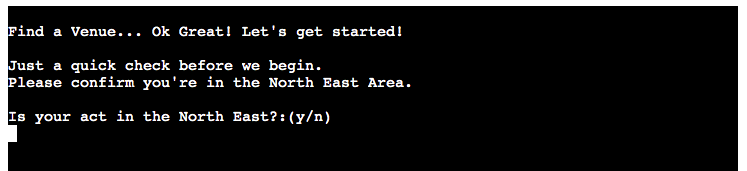 Find a Venue... Ok Great! Let's get started!
Just a quick check before we begin.
Please confirm you're in the North East Area.
Is your act in the North East?:(y/n)